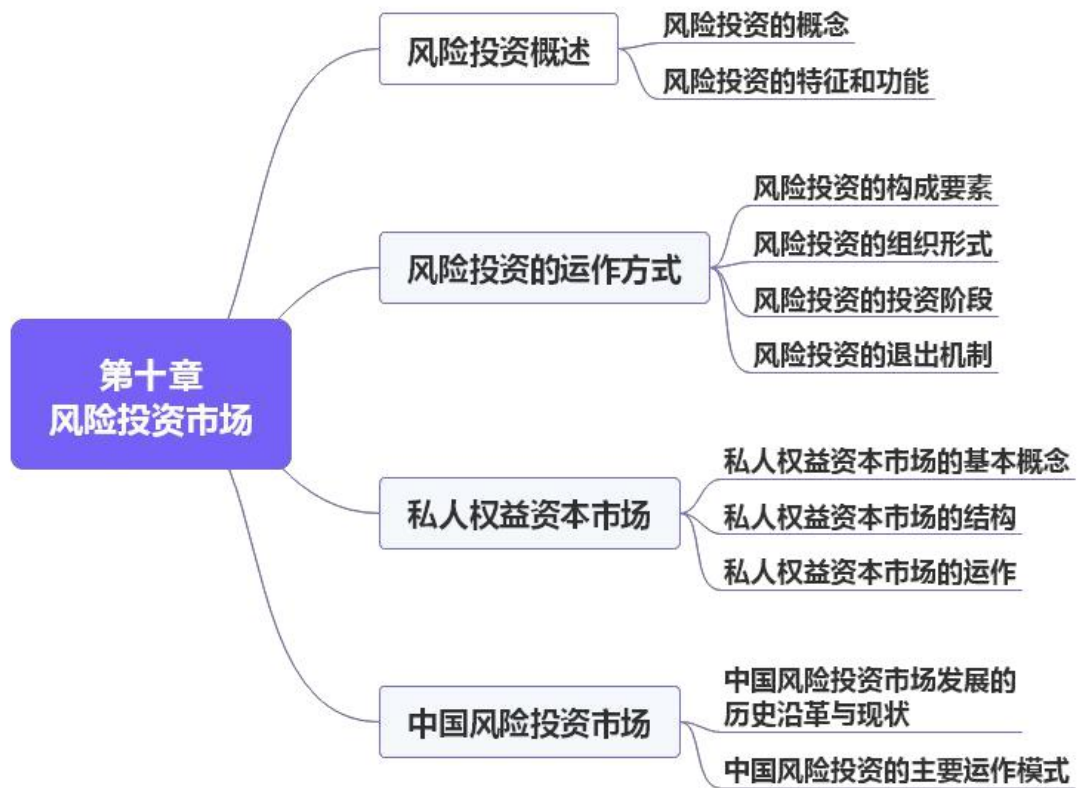 第十章
风险投资市场
风险投资概述
风险投资的概念
风险投资的特征和功能
风险投资的运作方式
风险投资的构成要素
风险投资的组织形式
风险投资的投资阶段
风险投资的退出机制
私人权益资本市场
私人权益资本市场的基本概念
私人权益资本市场的结构
私人权益资本市场的运作
中国风险投资市场
中国风险投资市场发展的
历史沿革与现状
中国风险投资的主要运作模式